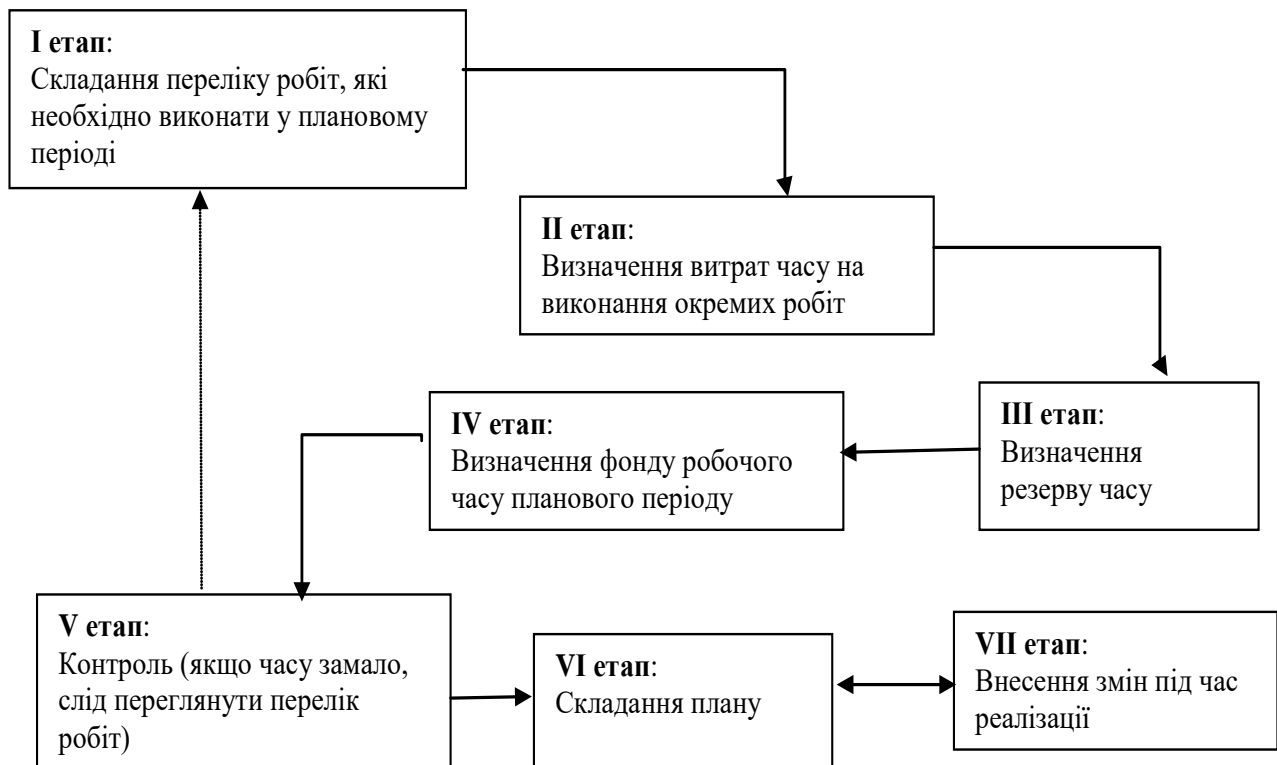 І етап:
Складання переліку робіт, які
необхідно виконати у плановому
періоді
ІІ етап:
Визначення витрат часу на
виконання окремих робіт
ІІІ етап:
Визначення
резерву часу
IV етап:
Визначення фонду робочого
часу планового періоду
V етап:
Контроль (якщо часу замало,
слід переглянути перелік
робіт)
VI етап:
Складання плану
VII етап:
Внесення змін під час
реалізації